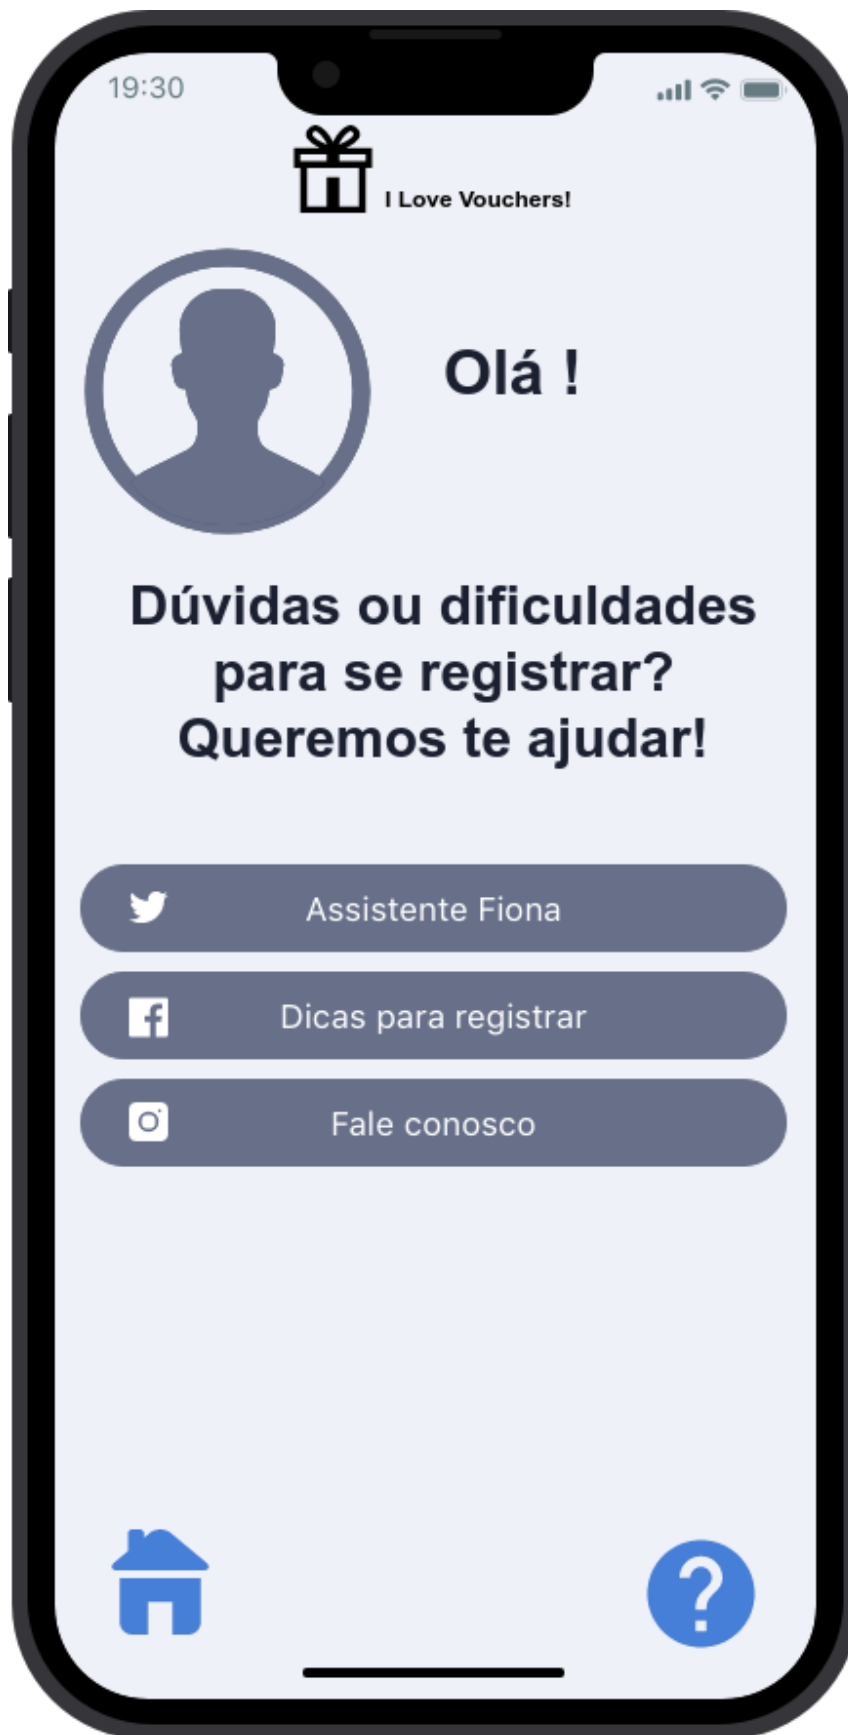 19:30
I Love Vouchers!
Olá !
Dúvidas ou dificuldades
para se registrar?
Queremos te ajudar!
Assistente Fiona
Dicas para registrar
Fale conosco
?